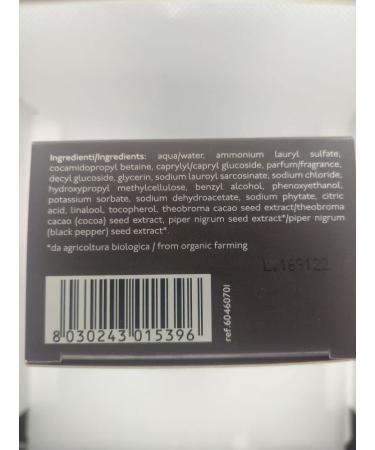 Ingredienti/Ingredients: aqua/water, ammonium lauryl sulfate,
cocamidopropyl betaine, caprylyl/capryl glucoside, parfum/fragrance,
decyl glucoside, glycerin, sodium lauroyl sarcosinate, sodium chloride,
hydroxypropyl methylcellulose, benzyl alcohol, phenoxyethanol,
potassium sorbate, sodium dehydroacetate, sodium phytate, citric
acid, linalool, tocopherol, theobroma cacao seed extract/theobroma
cacao (cocoa) seed extract, piper nigrum seed extract*/piper nigrum
(black pepper) seed extract*.
*da agricoltura biologica / from organic farming
L.169122
8 030243 015396
ref.60460701